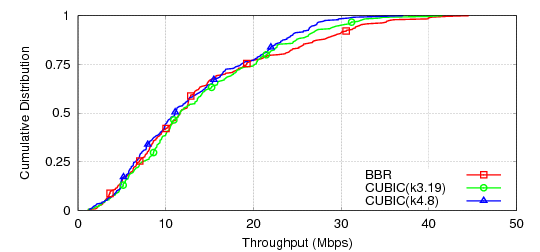 1
0.75
0.5
0.25
0
Cumulative Distribution
BBR
CUBIC(k3.19)
CUBIC(k4.8)
0 10 20 30 40 50
Throughput (Mbps)